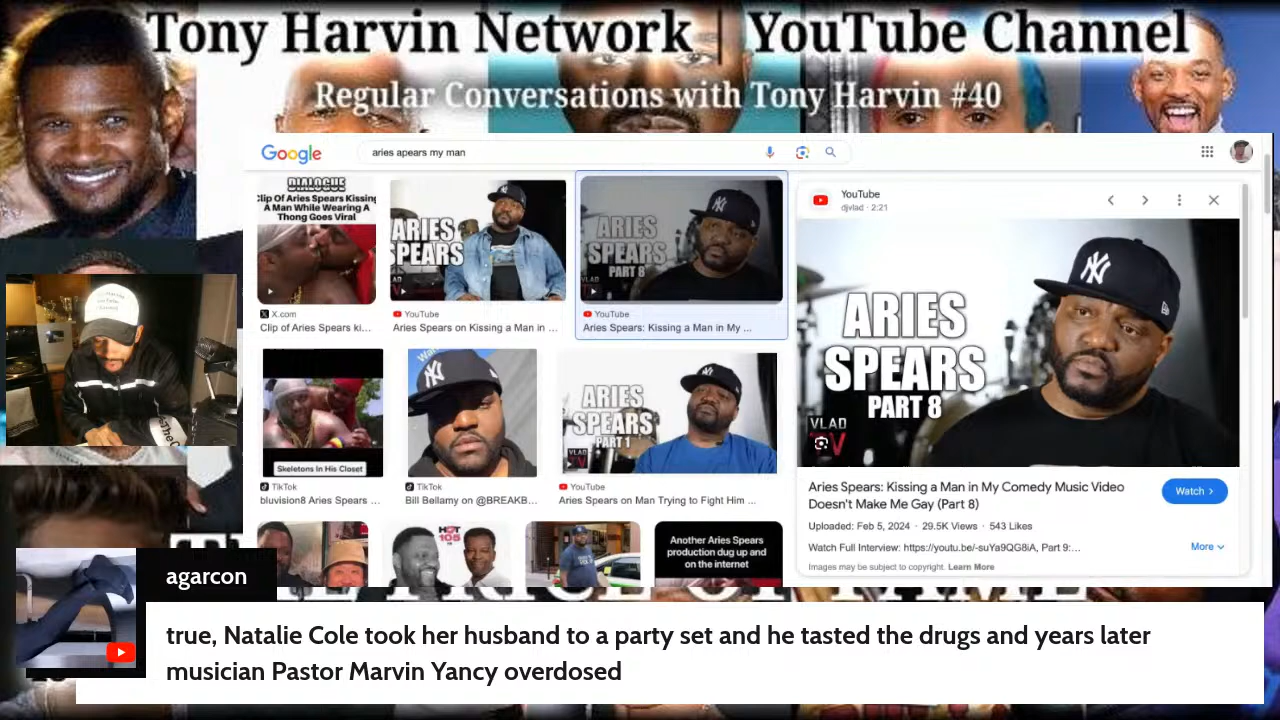 Tony Harvin Network | YouTube Channel
Regular Conversations with Tony Harvin #40
Google
aries apears my man
DIALOGUE
Clip Of Aries Spears Kissing
A Man While Wearing A
Thong Goes Viral
X.com
Clip of Aries Spears ki...
ARIES
SPEARS
VLAD
YouTube
Aries Spears on Kissing a Man in ...
ARIES
SPEARS
PART 8
VLAD
YouTube
Aries Spears: Kissing a Man in My ...
Skeletons In His Closet
TikTok
bluvision8 Aries Spears ...
TikTok
Bill Bellamy on @BREAKB...
ARIES
SPEARS
PART 1
VLAD
YouTube
Aries Spears on Man Trying to Fight Him ...
HOT
105
Another Aries Spears
production dug up and
on the internet
YouTube
djvlad · 2:21
ARIES
SPEARS
PART 8
VLAD
TV
Aries Spears: Kissing a Man in My Comedy Music Video
Doesn't Make Me Gay (Part 8)
Watch
Uploaded: Feb 5, 2024 · 29.5K Views · 543 Likes
Watch Full Interview: https://youtu.be/-suYa9QG8iA, Part 9:...
More
Images may be subject to copyright. Learn More
agarcon
true, Natalie Cole took her husband to a party set and he tasted the drugs and years later
musician Pastor Marvin Yancy overdosed